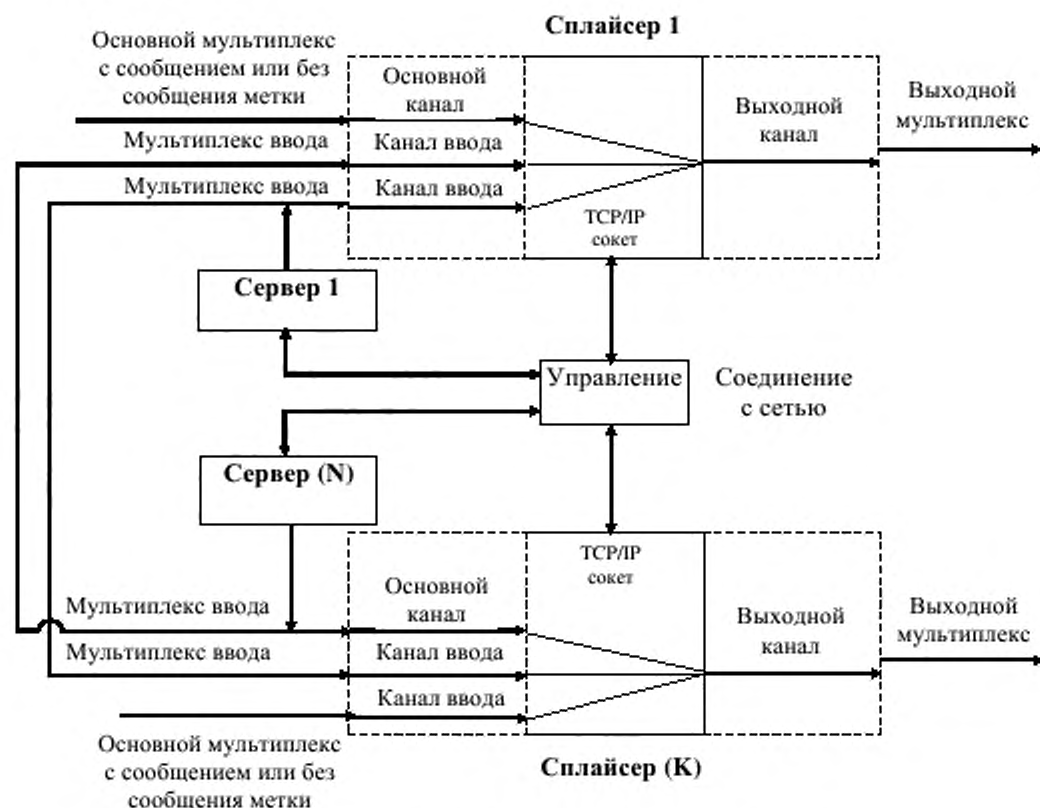 Сплайсер 1
Основной мультиплекс
с сообщением или без
сообщения метки
Основной
канал
Выходной
канал
Выходной
мультиплекс
Мультиплекс ввода
Канал ввода
Мультиплекс ввода
Канал ввода
TCP/IP
сокет
Сервер 1
Управление
Соединение
с сетью
Сервер (N)
TCP/IP
сокет
Основной
канал
Мультиплекс ввода
Выходной
канал
Выходной
мультиплекс
Мультиплекс ввода
Канал ввода
Канал ввода
Основной мультиплекс
с сообщением или без
сообщения метки
Сплайсер (K)